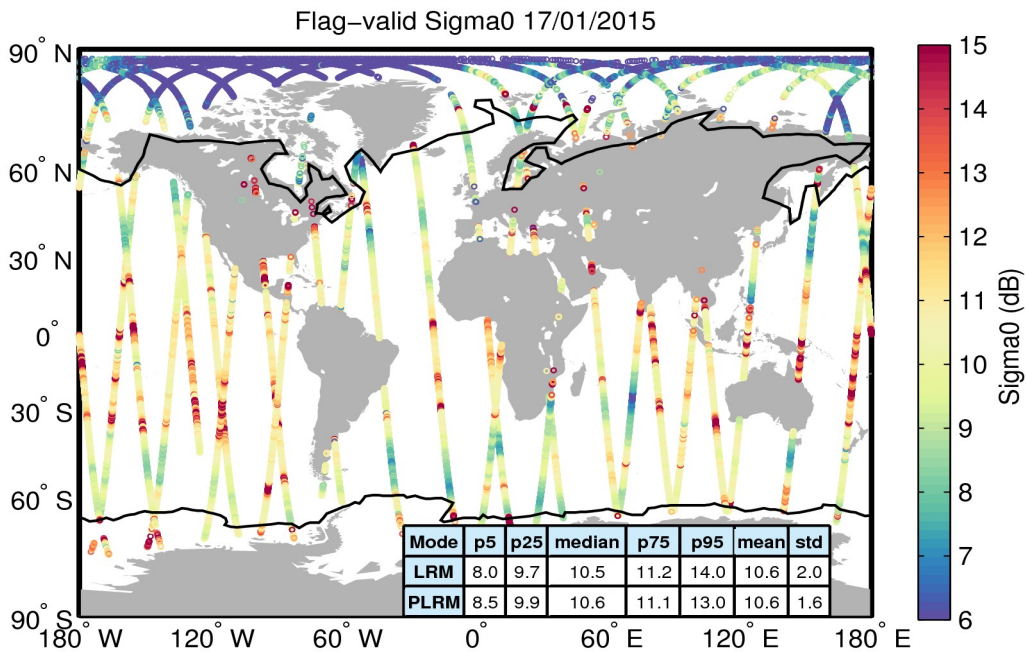 Flag−valid Sigma0 17/01/2015
90° N
60° N
30° N
0°
30° S
60° S
90° S
180° W
120° W
60° W
0°
60° E
120° E
180° E
15
14
13
12
11
10
9
8
7
6
Sigma0 (dB)
Mode p5 p25 median p75 p95 mean std
LRM 8.0 9.7 10.5 11.2 14.0 10.6 2.0
PLRM 8.5 9.9 10.6 11.1 13.0 10.6 1.6